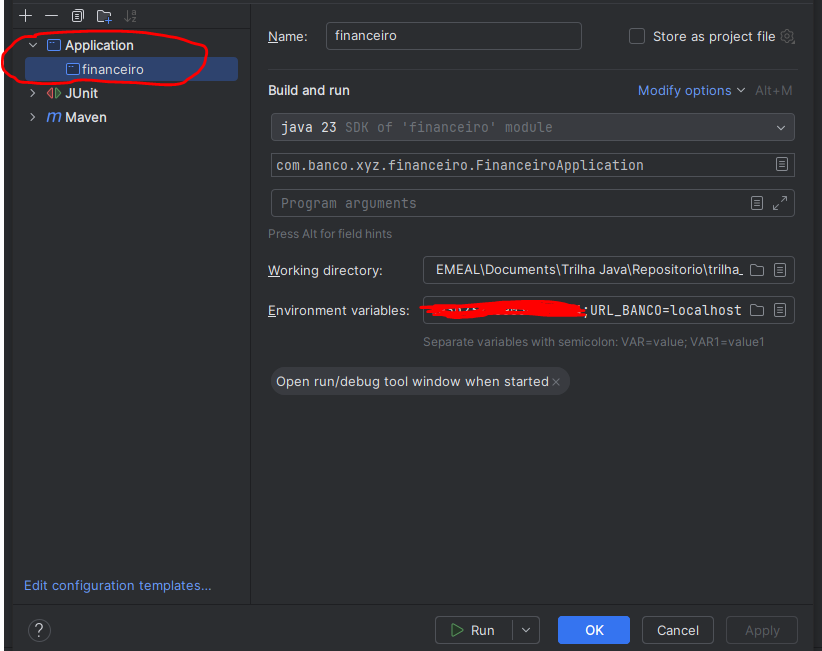 Application
financeiro
JUnit
Maven
Edit configuration templates...
?
Name: financeiro Store as project file
Build and run Modify options Alt+M
java 23 SDK of 'financeiro' module
com.banco.xyz.financeiro.FinanceiroApplication
Program arguments
Press Alt for field hints
Working directory: EMEAL\Documents\Trilha Java\Repositorio\trilha_
Environment variables: ;URL_BANCO=localhost
Separate variables with semicolon: VAR=value; VAR1=value1
Open run/debug tool window when started ×
Run OK Cancel Apply